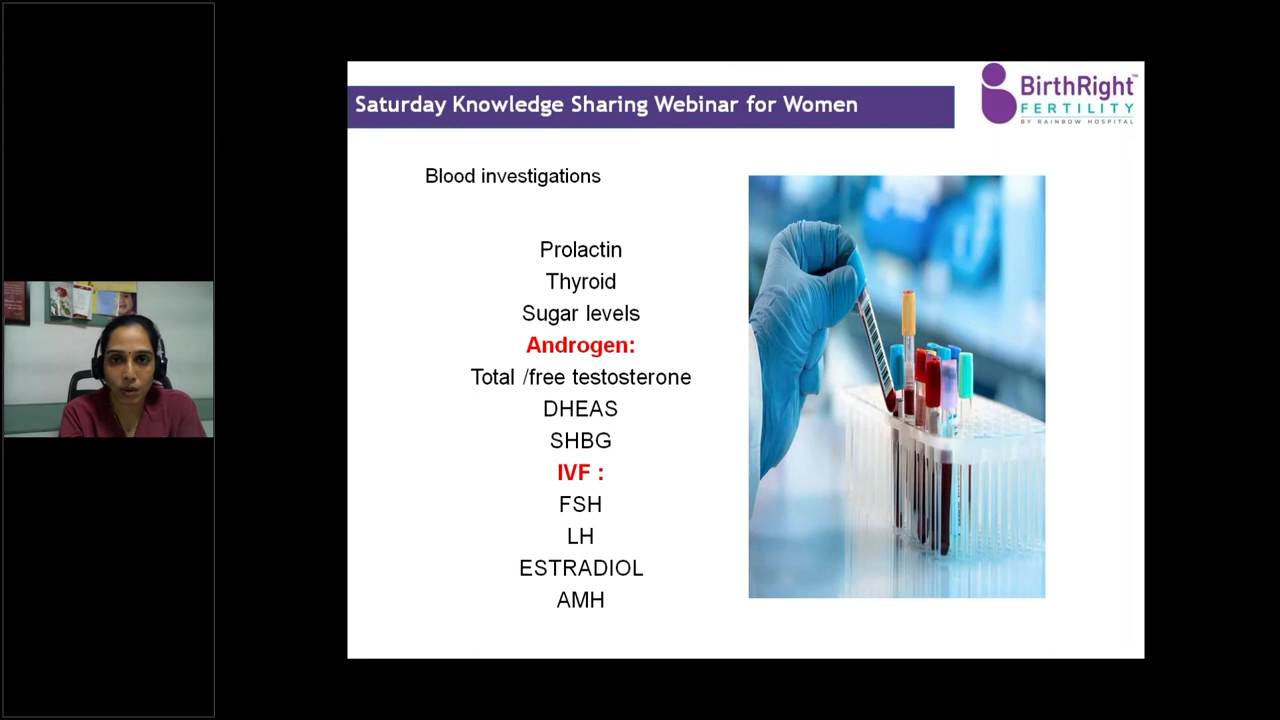 Saturday Knowledge Sharing Webinar for Women
BirthRight™
FERTILITY
BY RAINBOW HOSPITAL
Blood investigations
Prolactin
Thyroid
Sugar levels
Androgen:
Total /free testosterone
DHEAS
SHBG
IVF :
FSH
LH
ESTRADIOL
AMH